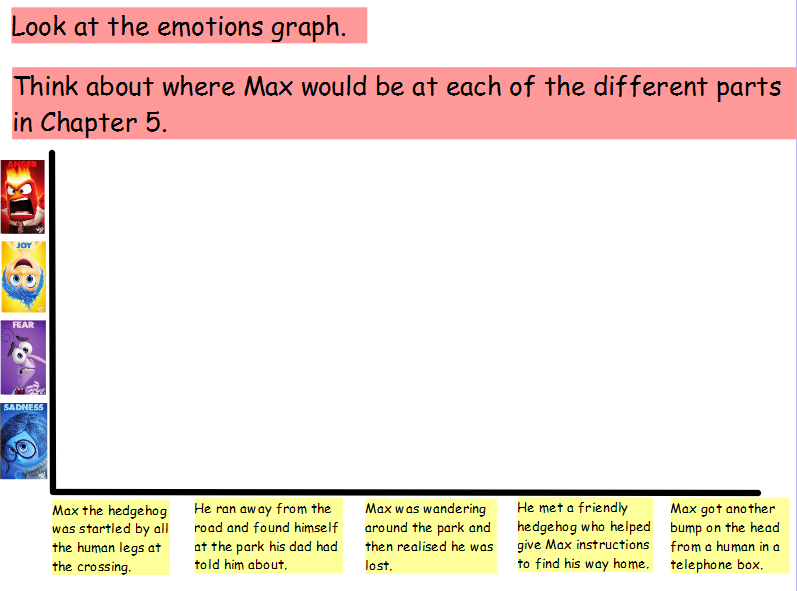 Look at the emotions graph.
Think about where Max would be at each of the different parts
in Chapter 5.
ANGER
JOY
FEAR
SADNESS
Max the hedgehog
was startled by all
the human legs at
the crossing.
He ran away from the
road and found himself
at the park his dad had
told him about.
Max was wandering
around the park and
then realised he was
lost.
He met a friendly
hedgehog who helped
give Max instructions
to find his way home.
Max got another
bump on the head
from a human in a
telephone box.